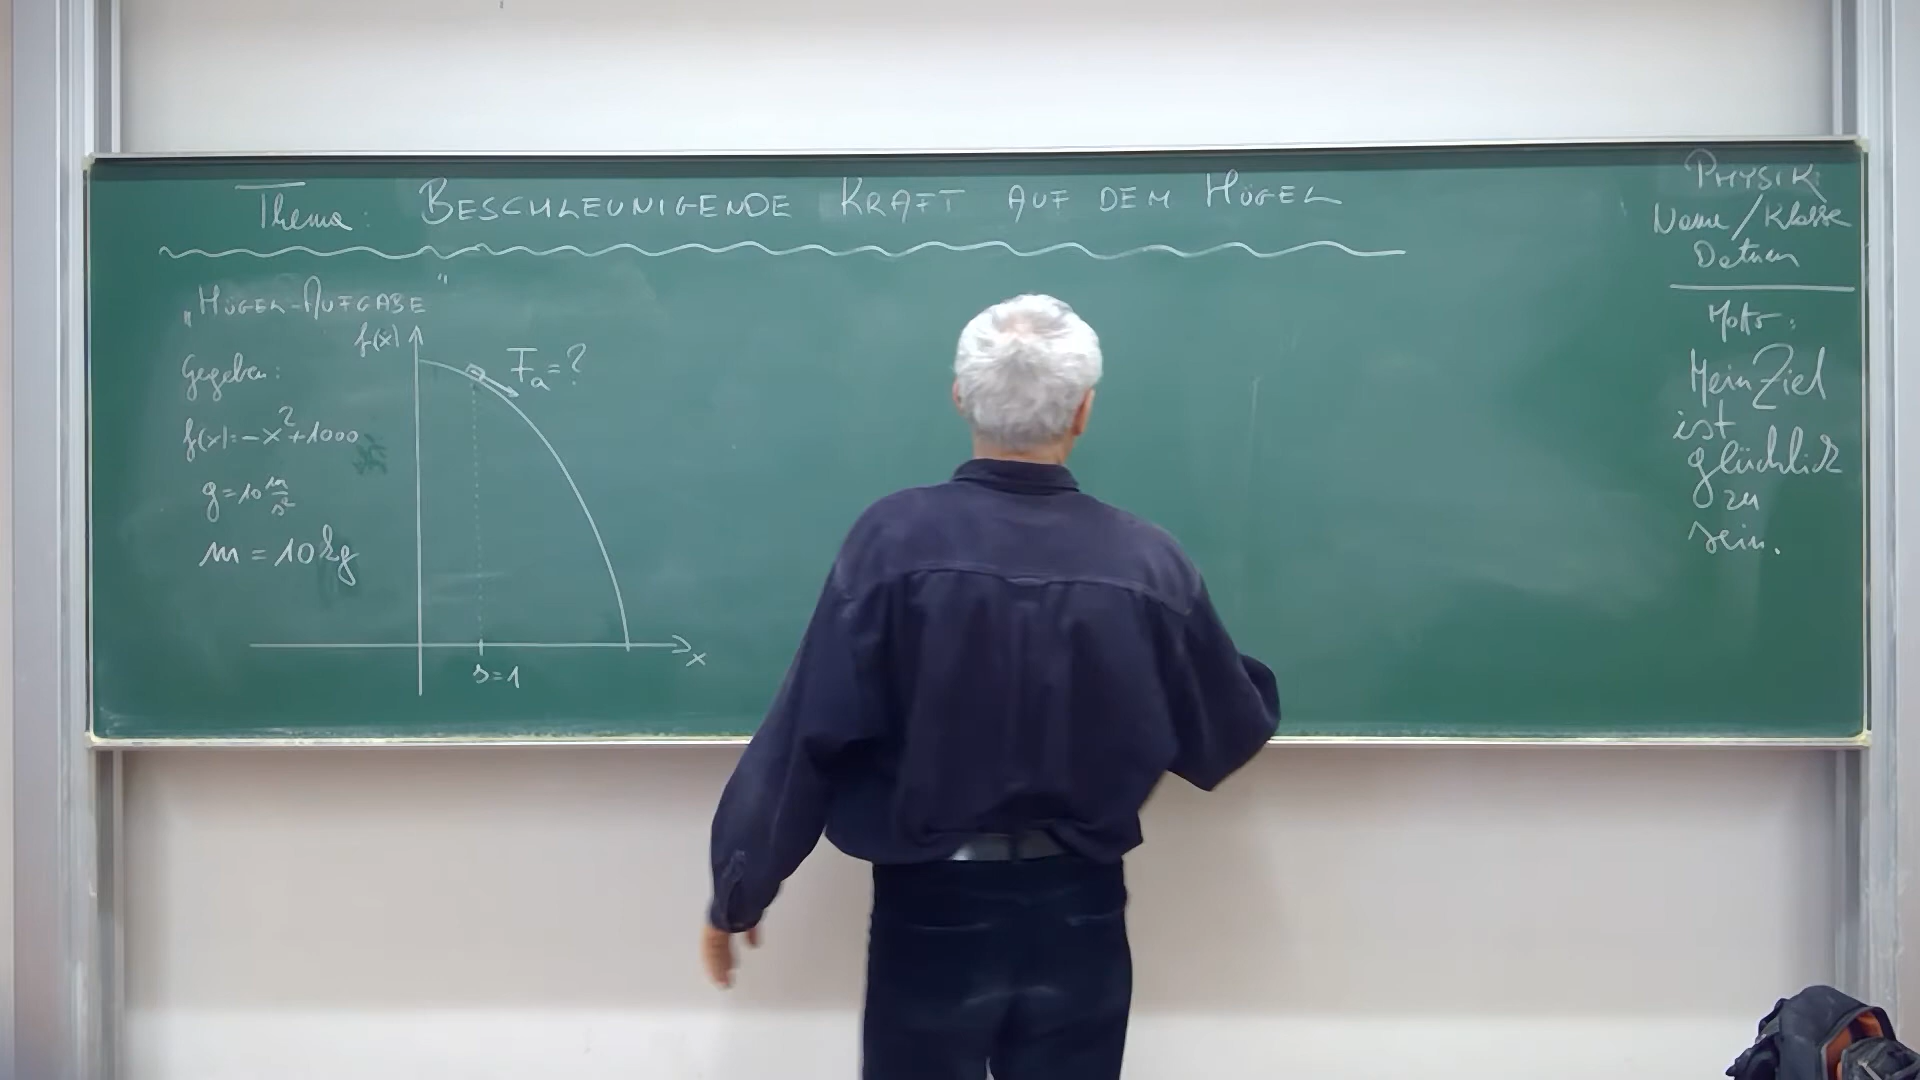 Thema: BESCHLEUNIGENDE KRAFT AUF DEM HÜGEL
„HÜGEL-AUFGABE"
Gegeben:
f(x)=-x²+1000
g=10 m/s²
m=10kg
f(x)
Fₐ=?
s=1
x
PHYSIK
Name/Klasse
Datum
Motto:
Mein Ziel
ist
glücklich
zu
sein.